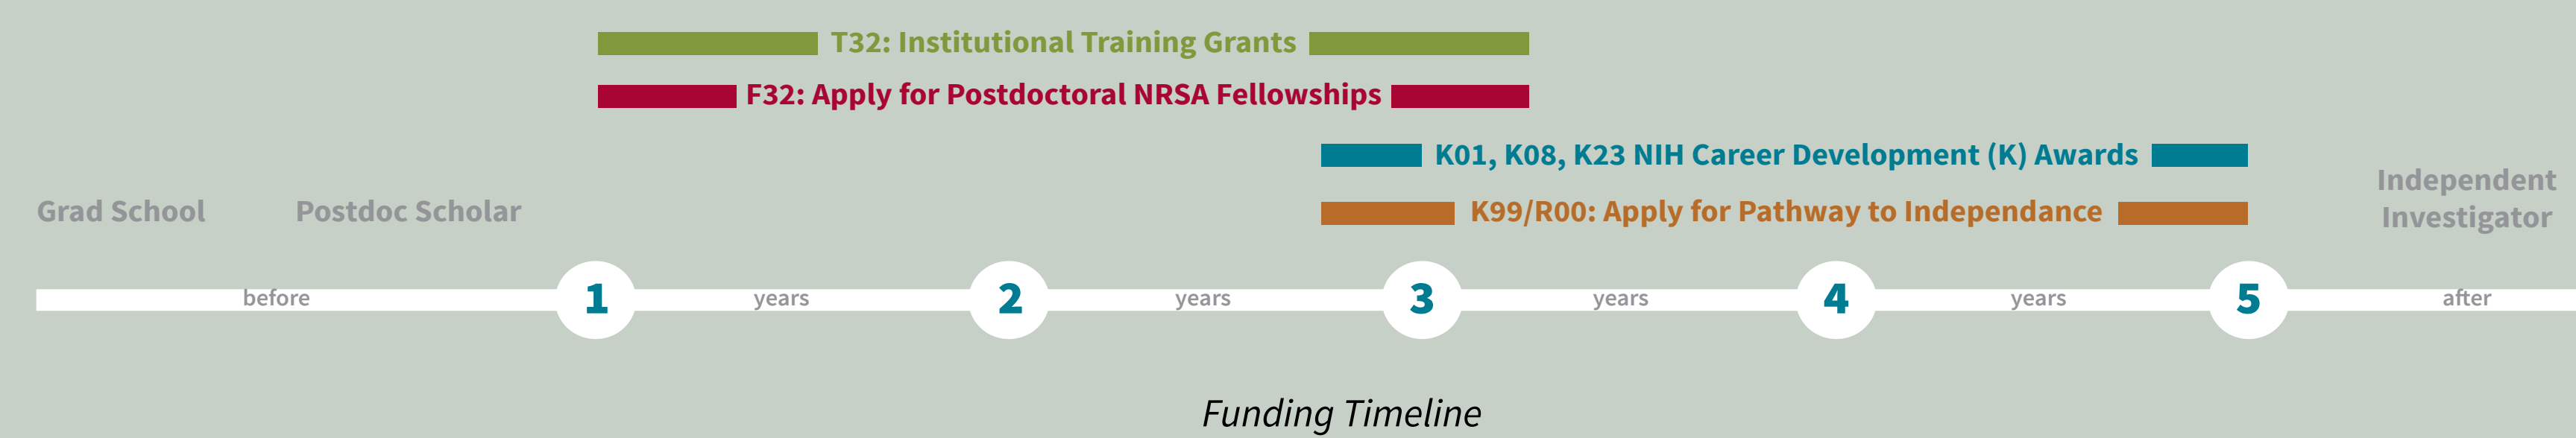 T32: Institutional Training Grants
F32: Apply for Postdoctoral NRSA Fellowships
K01, K08, K23 NIH Career Development (K) Awards
Grad School
Postdoc Scholar
K99/R00: Apply for Pathway to Independance
Independent
Investigator
before 1 years 2 years 3 years 4 years 5 after
Funding Timeline